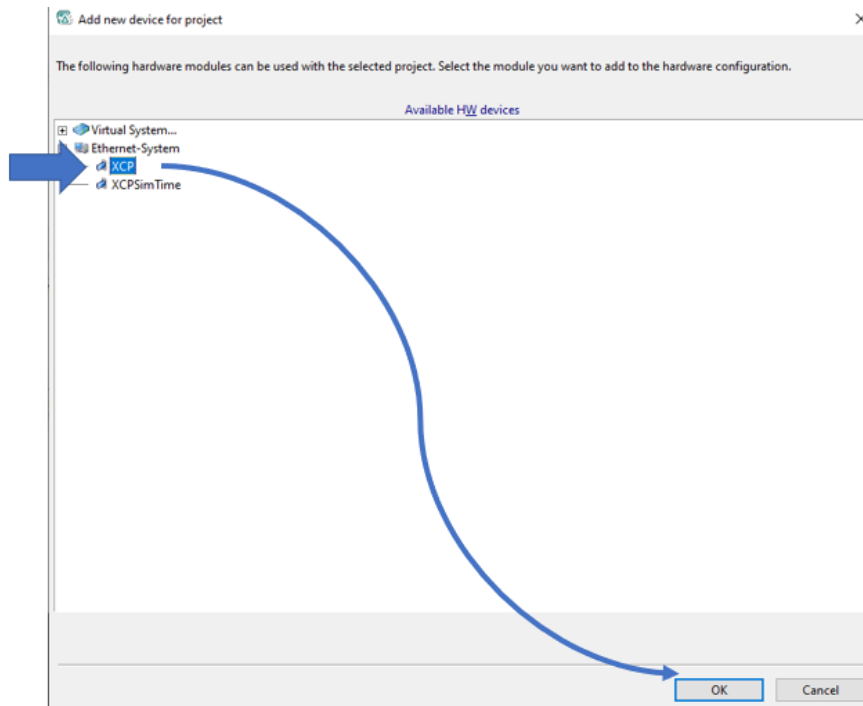 Add new device for project
The following hardware modules can be used with the selected project. Select the module you want to add to the hardware configuration.
Available HW devices
Virtual System...
Ethernet-System
XCP
XCPSimTime
OK
Cancel